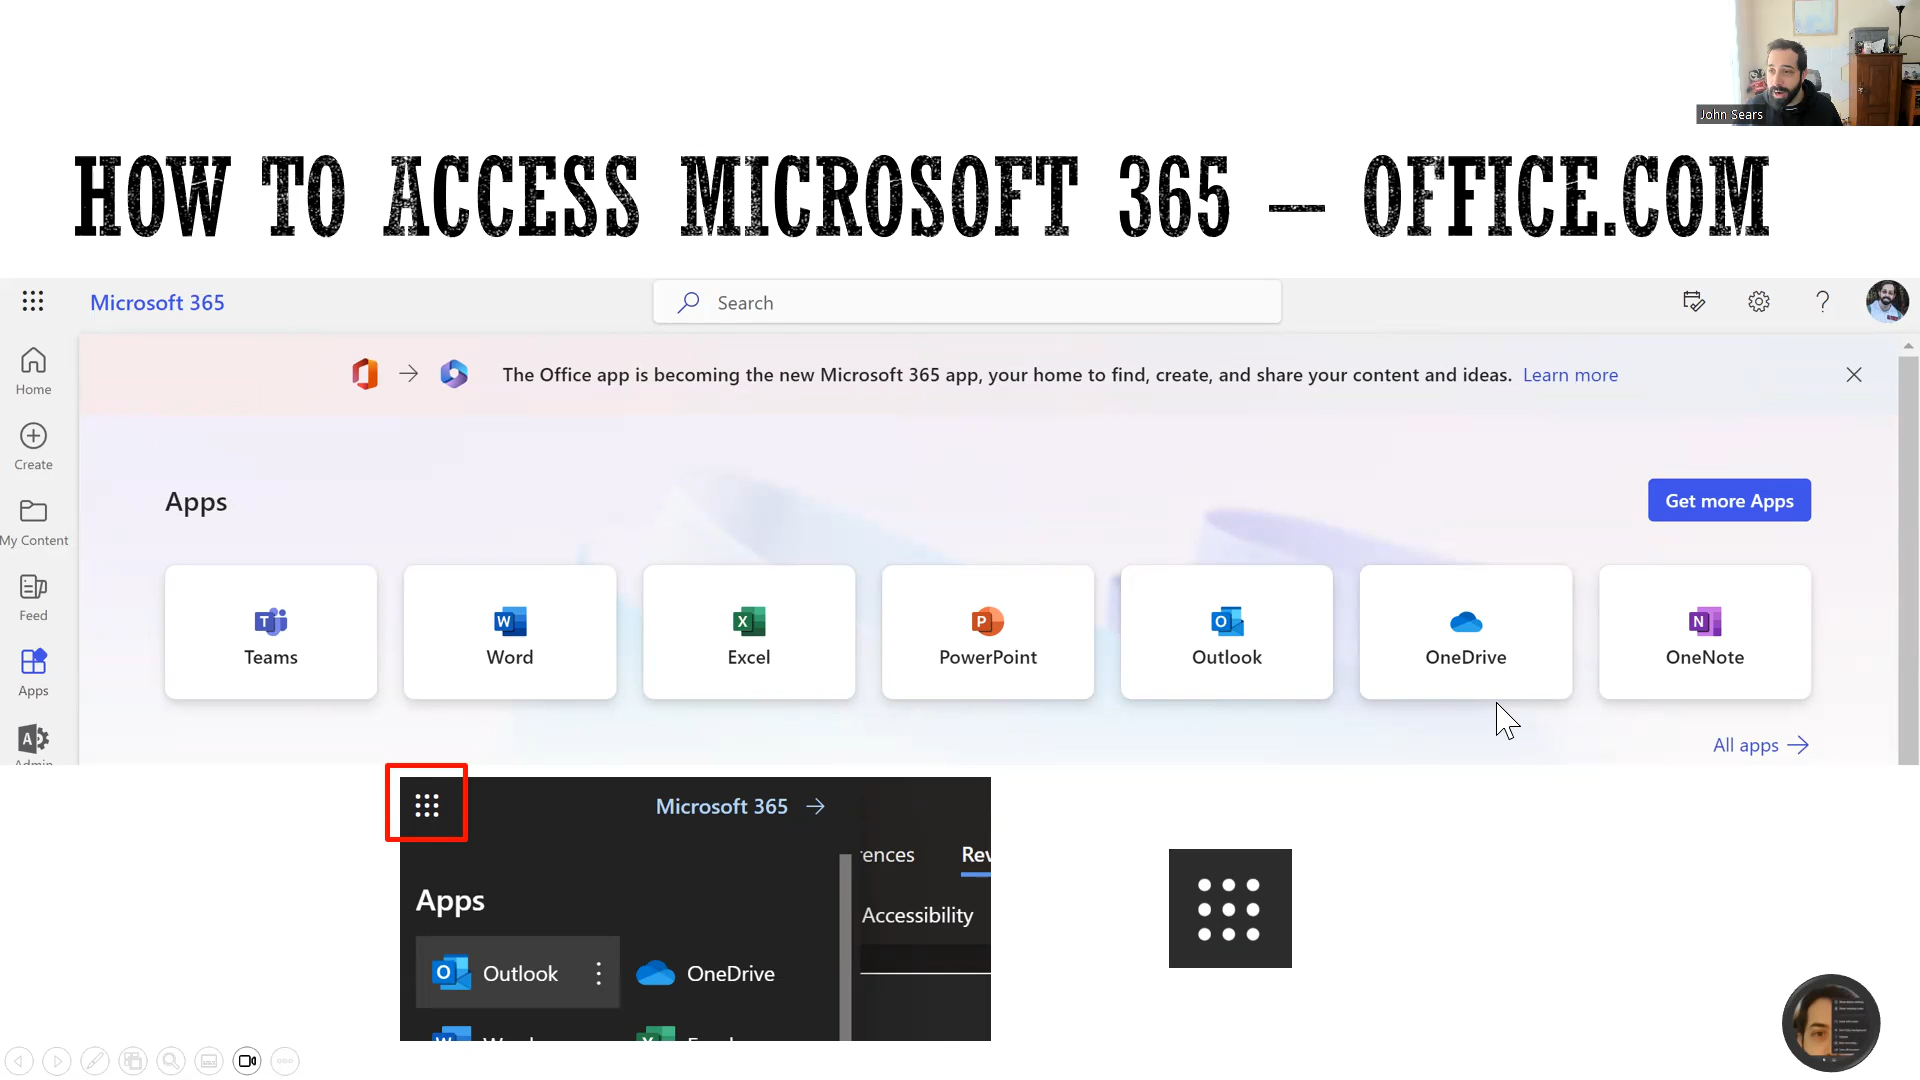 John Sears
HOW TO ACCESS MICROSOFT 365 – OFFICE.COM
Microsoft 365
Search
The Office app is becoming the new Microsoft 365 app, your home to find, create, and share your content and ideas. Learn more
Home
Create
My Content
Feed
Apps
Admin
Apps
Get more Apps
Teams
Word
Excel
PowerPoint
Outlook
OneDrive
OneNote
All apps
Microsoft 365
rences
Rev
Apps
Accessibility
Outlook
OneDrive